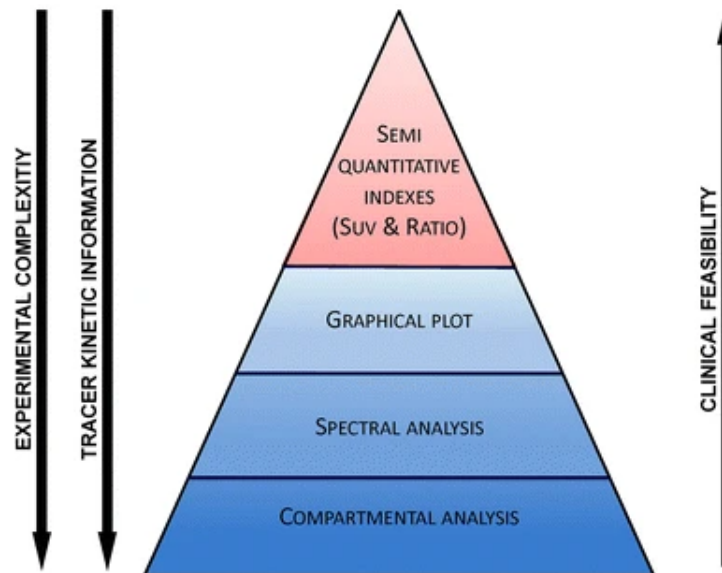 EXPERIMENTAL COMPLEXITIY
TRACER KINETIC INFORMATION
SEMI
QUANTITATIVE
INDEXES
(SUV & RATIO)
GRAPHICAL PLOT
SPECTRAL ANALYSIS
COMPARTMENTAL ANALYSIS
CLINICAL FEASIBILITY